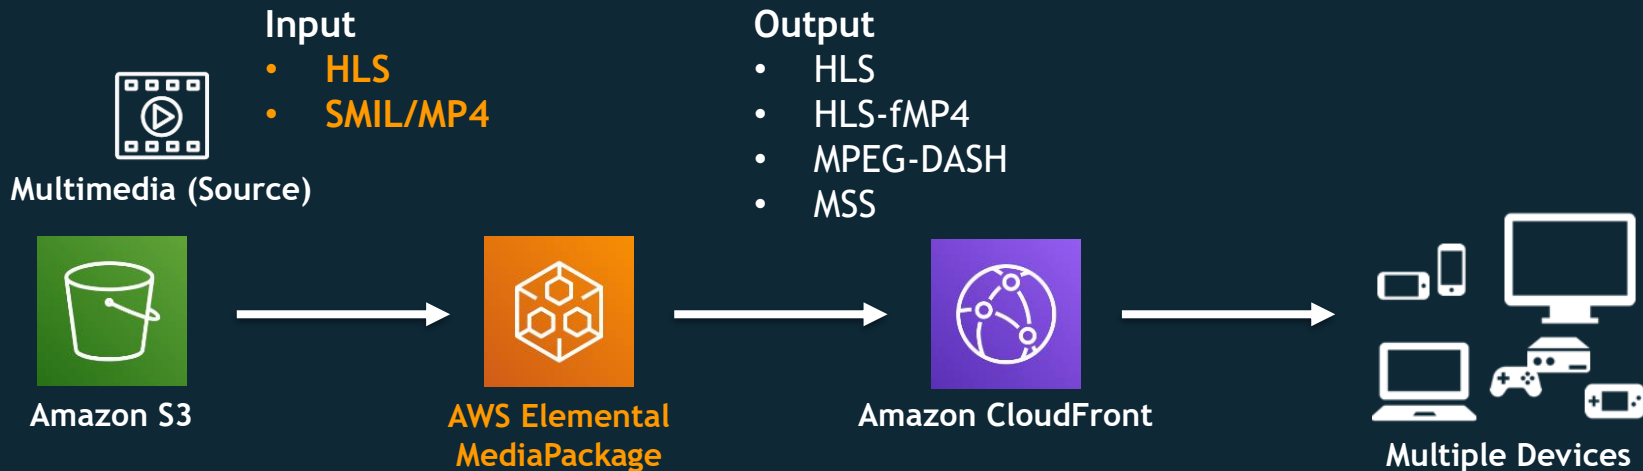 Input
• HLS
• SMIL/MP4
Output
• HLS
• HLS-fMP4
• MPEG-DASH
• MSS
Multimedia (Source)
Amazon S3
AWS Elemental
MediaPackage
Amazon CloudFront
Multiple Devices